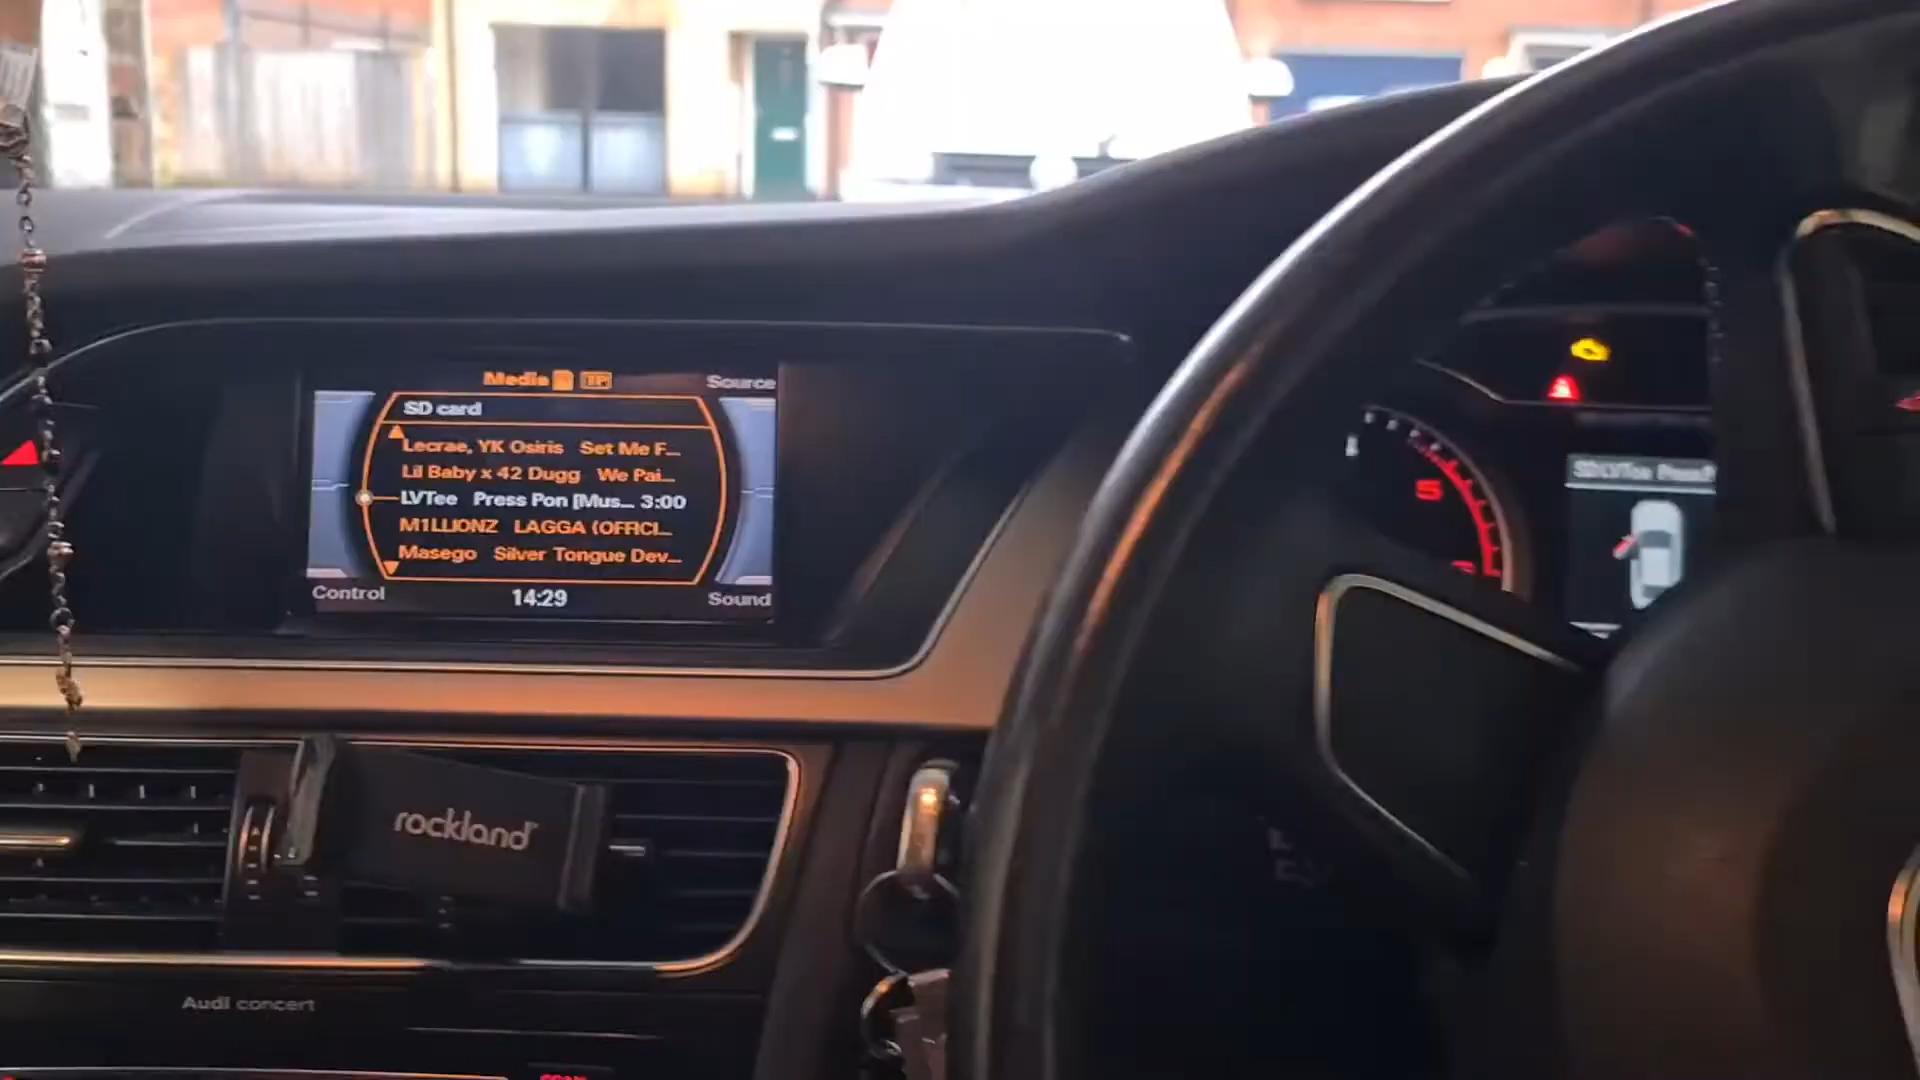 Media TP Source
SD card
Lecrae, YK Osiris Set Me F...
Lil Baby x 42 Dugg We Pai...
LVTee Press Pon [Mus... 3:00
M1LLIONZ LAGGA (OFFICI...
Masego Silver Tongue Dev...
Control 14:29 Sound
5
rockland
Audi concert